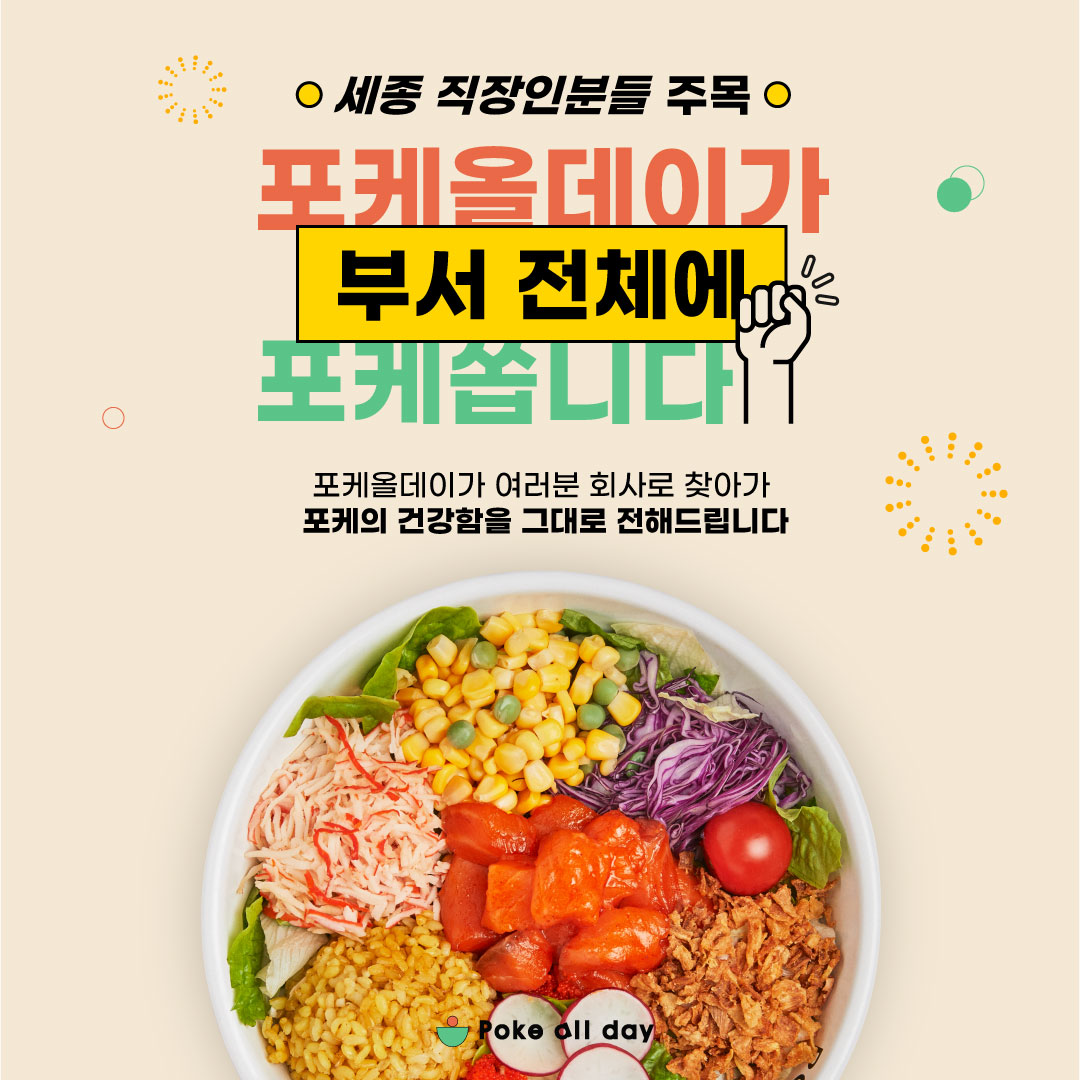 세종 직장인분들 주목
포케올데이가
부서 전체에
포케쏩니다
포케올데이가 여러분 회사로 찾아가
포케의 건강함을 그대로 전해드립니다
Poke all day